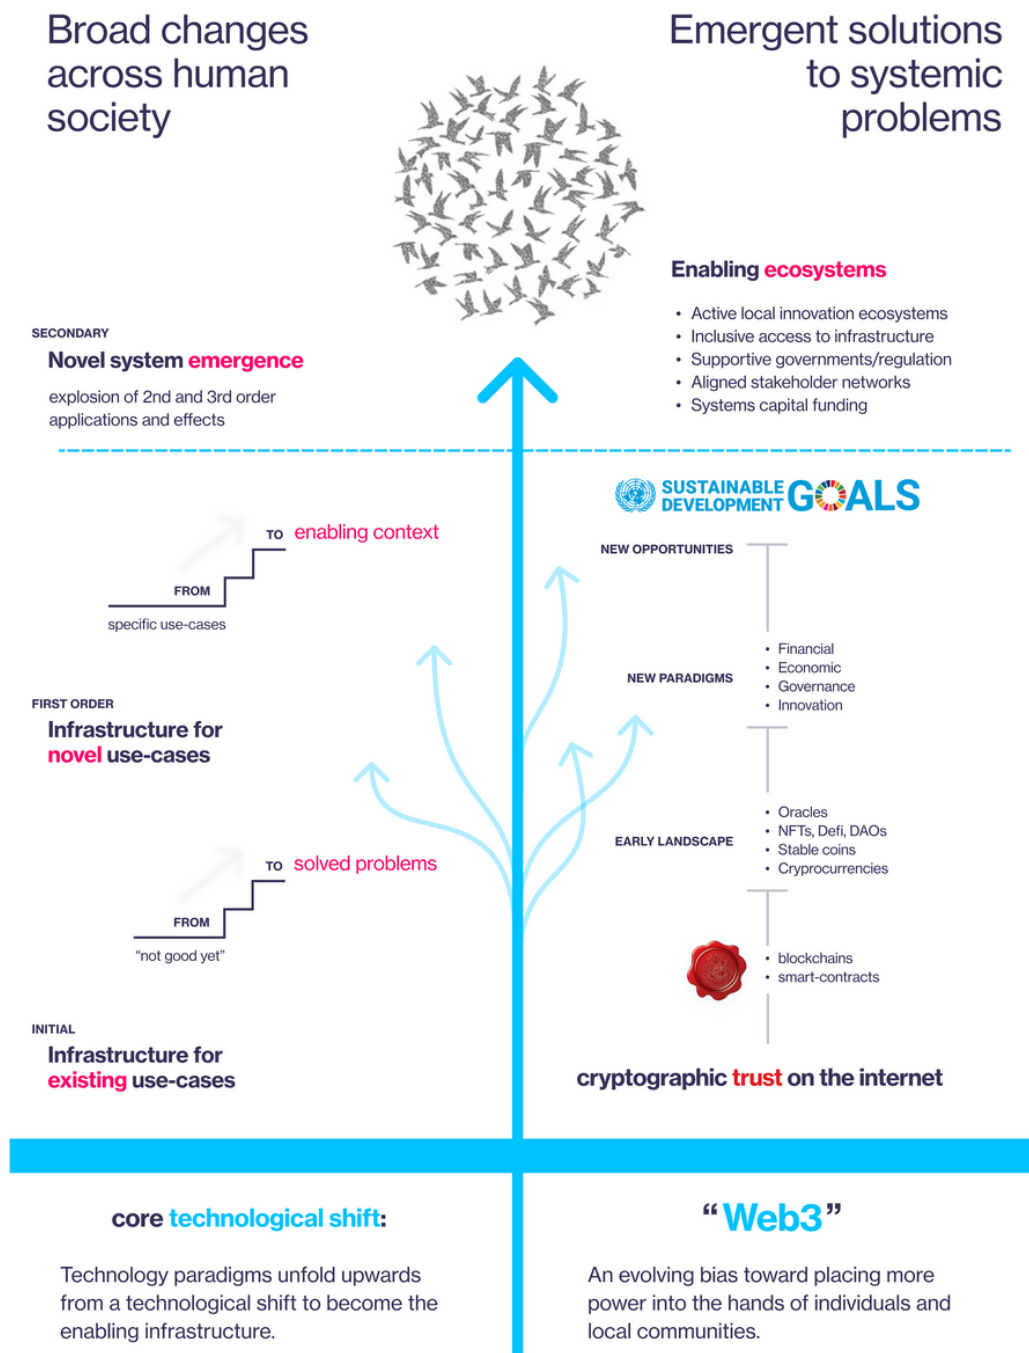 Broad changes
across human
society
Emergent solutions
to systemic
problems
Enabling ecosystems
• Active local innovation ecosystems
• Inclusive access to infrastructure
• Supportive governments/regulation
• Aligned stakeholder networks
• Systems capital funding
SECONDARY
Novel system emergence
explosion of 2nd and 3rd order
applications and effects
SUSTAINABLE
DEVELOPMENT
GOALS
TO enabling context
FROM
specific use-cases
NEW OPPORTUNITIES
• Financial
• Economic
• Governance
• Innovation
NEW PARADIGMS
FIRST ORDER
Infrastructure for
novel use-cases
• Oracles
• NFTs, Defi, DAOs
• Stable coins
• Cryprocurrencies
EARLY LANDSCAPE
TO solved problems
FROM
"not good yet"
• blockchains
• smart-contracts
INITIAL
Infrastructure for
existing use-cases
cryptographic trust on the internet
core technological shift:
Technology paradigms unfold upwards
from a technological shift to become the
enabling infrastructure.
“Web3”
An evolving bias toward placing more
power into the hands of individuals and
local communities.